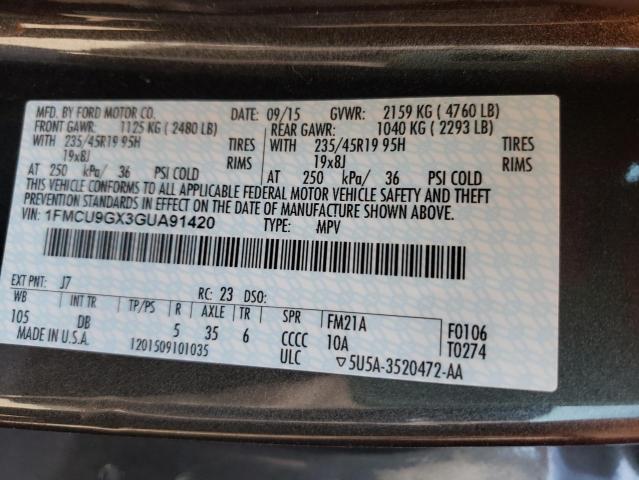 MFD. BY FORD MOTOR CO. DATE: 09/15 GVWR: 2159 KG ( 4760 LB)
FRONT GAWR: 1125 KG ( 2480 LB) REAR GAWR: 1040 KG ( 2293 LB)
WITH 235/45R19 95H TIRES WITH 235/45R19 95H TIRES
19x8J RIMS 19x8J RIMS
AT 250 kPa/ 36 PSI COLD AT 250 kPa/ 36 PSI COLD
THIS VEHICLE CONFORMS TO ALL APPLICABLE FEDERAL MOTOR VEHICLE SAFETY AND THEFT
PREVENTION STANDARDS IN EFFECT ON THE DATE OF MANUFACTURE SHOWN ABOVE.
VIN: 1FMCU9GX3GUA91420 TYPE: MPV
EXT PNT: J7 RC: 23 DSO:
WB INT TR TP/PS R AXLE TR SPR FM21A F0106
105 DB 5 35 6 CCCC 10A T0274
MADE IN U.S.A. 1201509101035 ULC ▽5U5A-3520472-AA